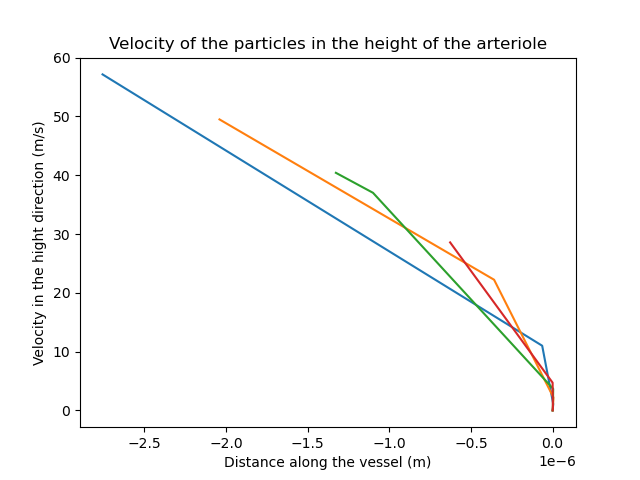 Velocity of the particles in the height of the arteriole
Velocity in the hight direction (m/s)
60
50
40
30
20
10
0
−2.5 −2.0 −1.5 −1.0 −0.5 0.0
1e−6
Distance along the vessel (m)